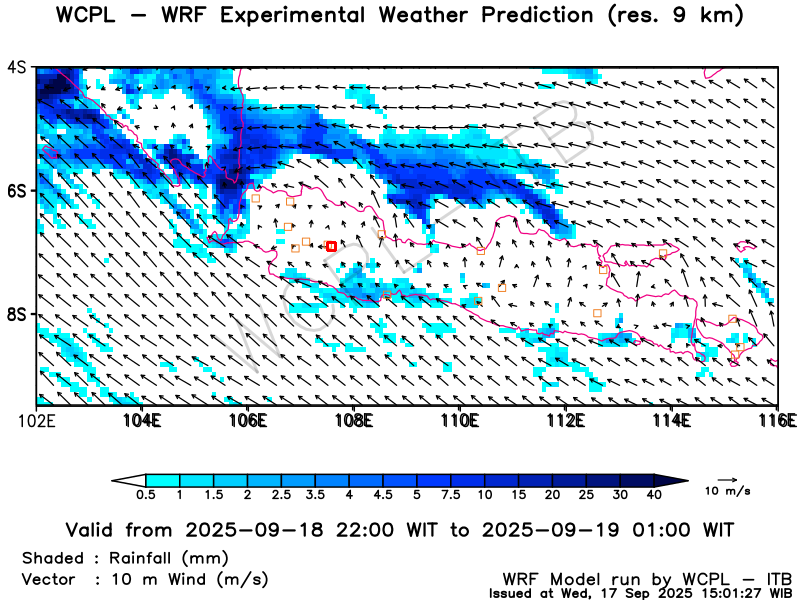 WCPL – WRF Experimental Weather Prediction (res. 9 km)
4S
6S
8S
WCPL-ITB
102E 104E 106E 108E 110E 112E 114E 116E
0.5 1 1.5 2 2.5 3.5 4 4.5 5 7.5 10 15 20 25 30 40
10 m/s
Valid from 2025–09–18 22:00 WIT to 2025–09–19 01:00 WIT
Shaded : Rainfall (mm)
Vector : 10 m Wind (m/s)
WRF Model run by WCPL – ITB
Issued at Wed, 17 Sep 2025 15:01:27 WIB